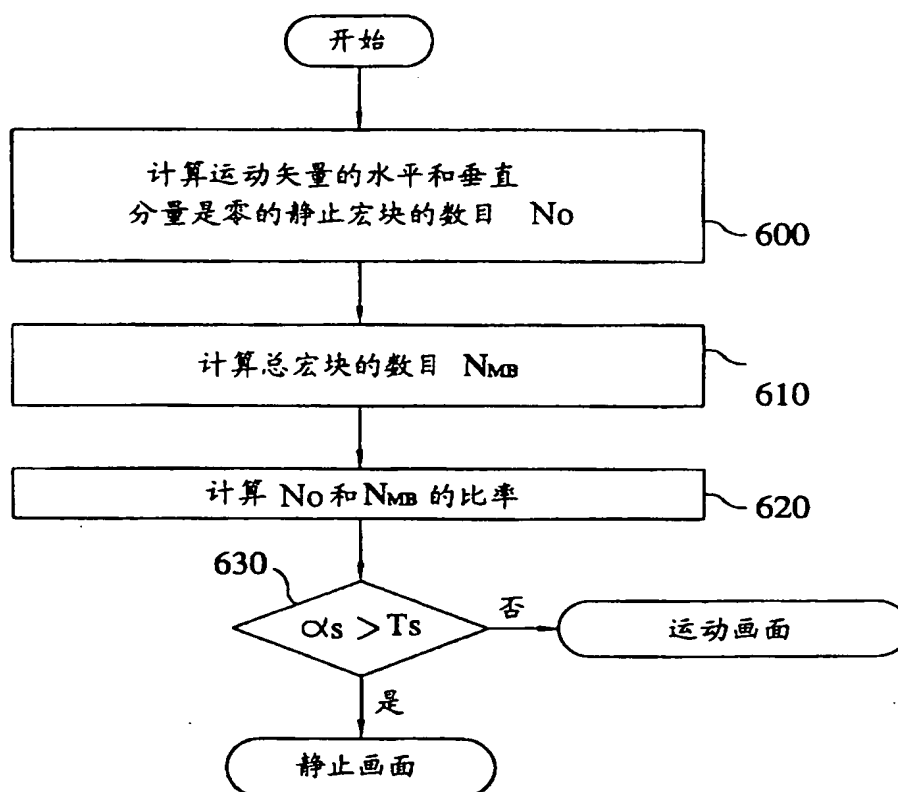 开始
计算运动矢量的水平和垂直
分量是零的静止宏块的数目 No
600
计算总宏块的数目 NMB
610
计算 No 和 NMB 的比率
620
630
αs > Ts
否
运动画面
是
静止画面